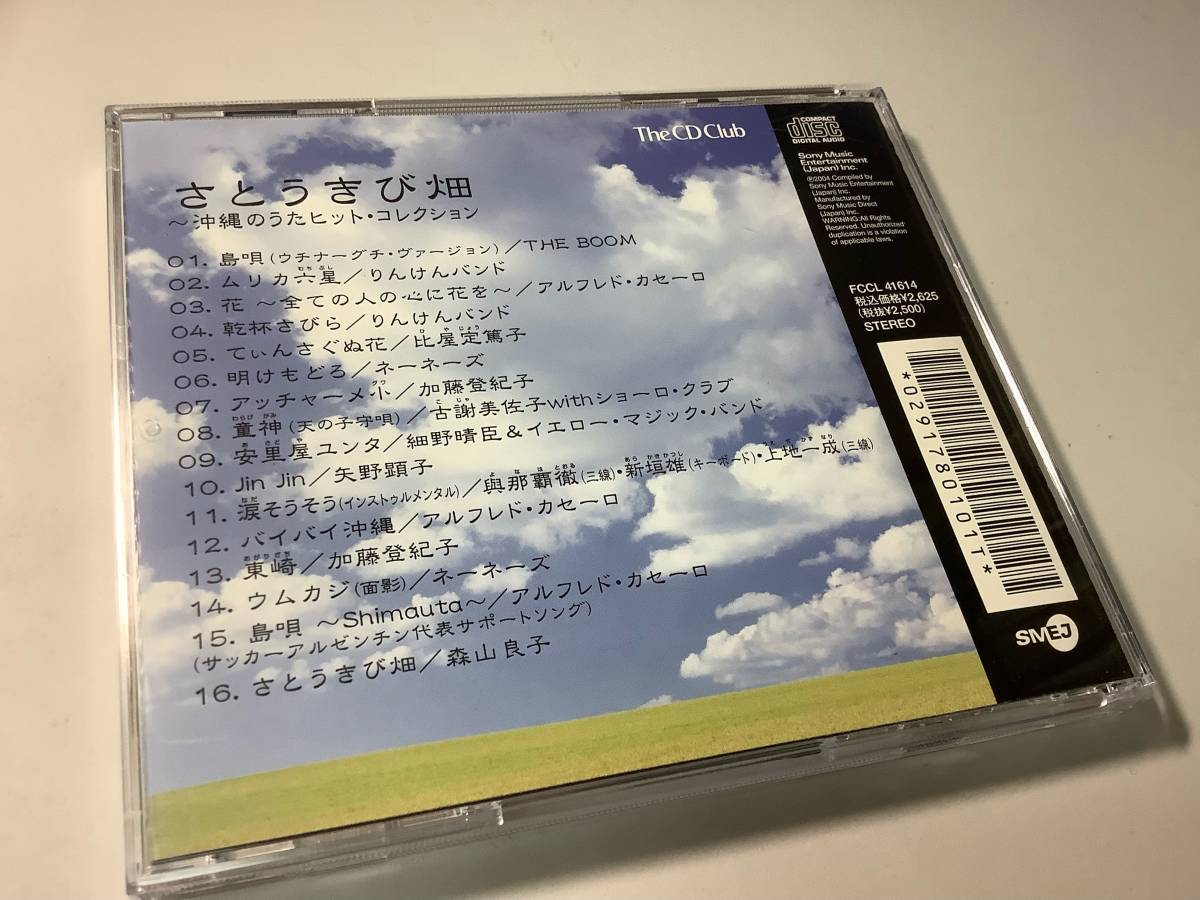 The CD Club
さとうきび畑
〜沖縄のうたヒット・コレクション
01. 島唄(ウチナーグチ・ヴァージョン)／THE BOOM
02. ムリカ六星／りんけんバンド
03. 花 〜全ての人の心に花を〜／アルフレド・カセーロ
04. 乾杯さびら／りんけんバンド
05. てぃんさぐぬ花／比屋定篤子
06. 明けもどろ／ネーネーズ
07. アッチャーメ小／加藤登紀子
08. 童神(天の子守唄)／古謝美佐子withショーロ・クラブ
09. 安里屋ユンタ／細野晴臣＆イエロー・マジック・バンド
10. Jin Jin／矢野顕子
11. 涙そうそう(インストゥルメンタル)／與那覇徹(三線)・新垣雄(キーボード)・上地一成(三線)
12. バイバイ沖縄／アルフレド・カセーロ
13. 東崎／加藤登紀子
14. ウムカジ(面影)／ネーネーズ
15. 島唄 〜Shimauta〜／アルフレド・カセーロ
(サッカーアルゼンチン代表サポートソング)
16. さとうきび畑／森山良子
COMPACT
disc
DIGITAL AUDIO
Sony Music
Entertainment
(Japan) Inc.
℗2004 Compiled by
Sony Music Entertainment
(Japan) Inc.
Manufactured by
Sony Music Direct
(Japan) Inc.
WARNING:All Rights
Reserved. Unauthorized
duplication is a violation
of applicable laws.
FCCL 41614
税込価格¥2,625
(税抜¥2,500)
STEREO
*0291780101T*
SMEJ